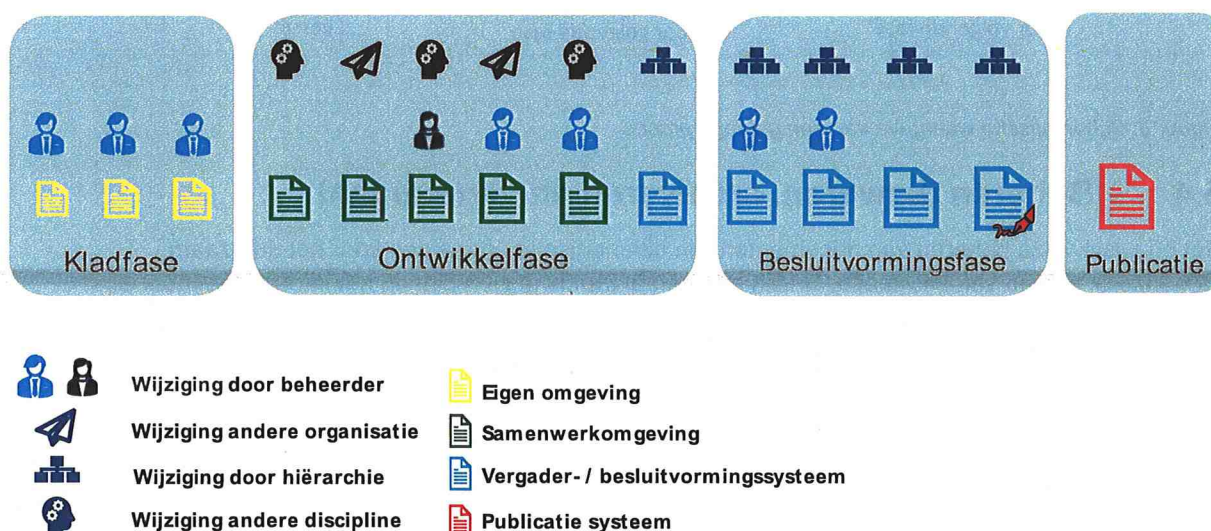 Kladfase
Ontwikkelfase
Besluitvormingsfase
Publicatie
Wijziging door beheerder
Eigen omgeving
Wijziging andere organisatie
Samenwerkomgeving
Wijziging door hiërarchie
Vergader- / besluitvormingssysteem
Wijziging andere discipline
Publicatie systeem